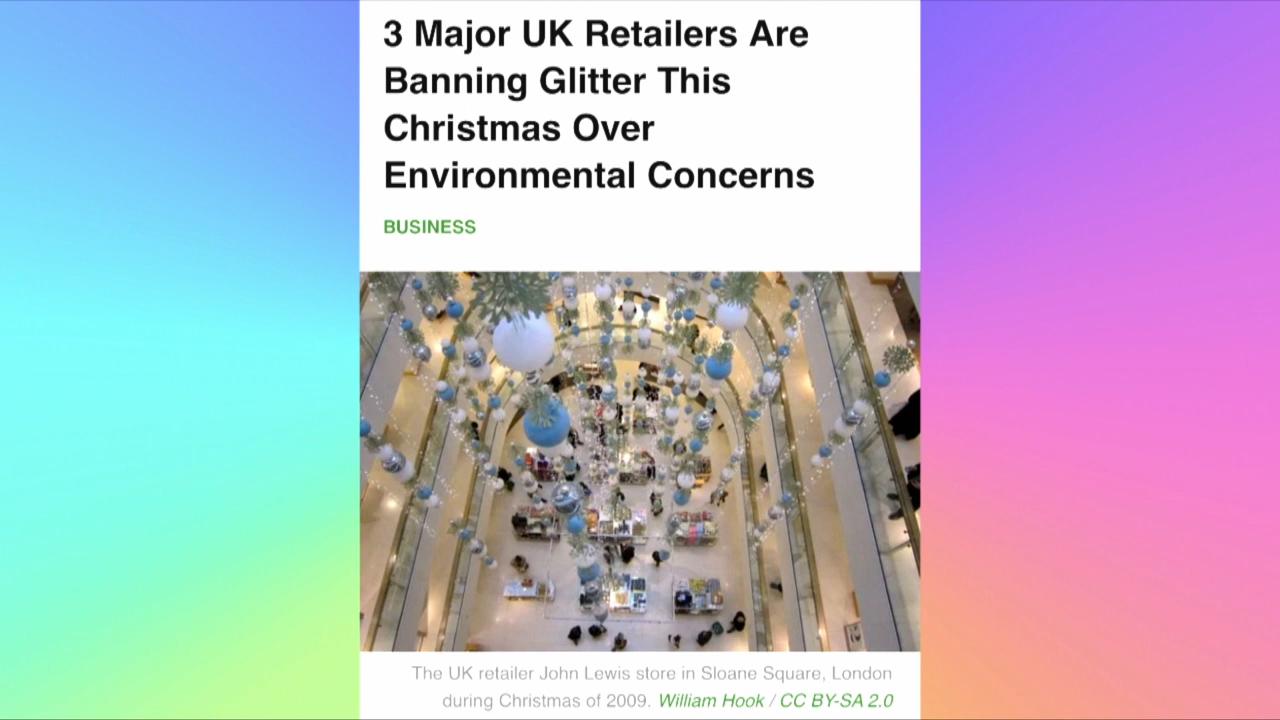 3 Major UK Retailers Are
Banning Glitter This
Christmas Over
Environmental Concerns
BUSINESS
The UK retailer John Lewis store in Sloane Square, London
during Christmas of 2009. William Hook / CC BY-SA 2.0